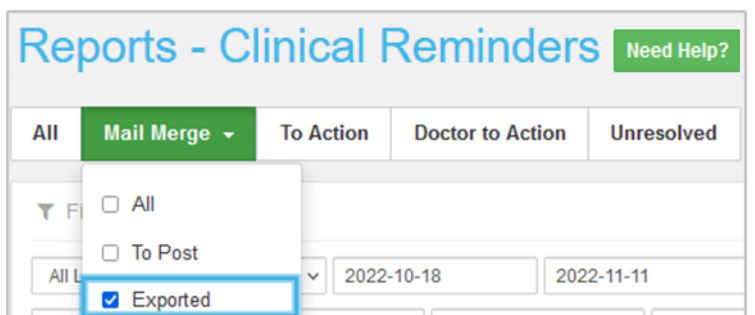 Reports - Clinical Reminders Need Help?
All Mail Merge To Action Doctor to Action Unresolved
All
To Post
All 2022-10-18 2022-11-11
Exported